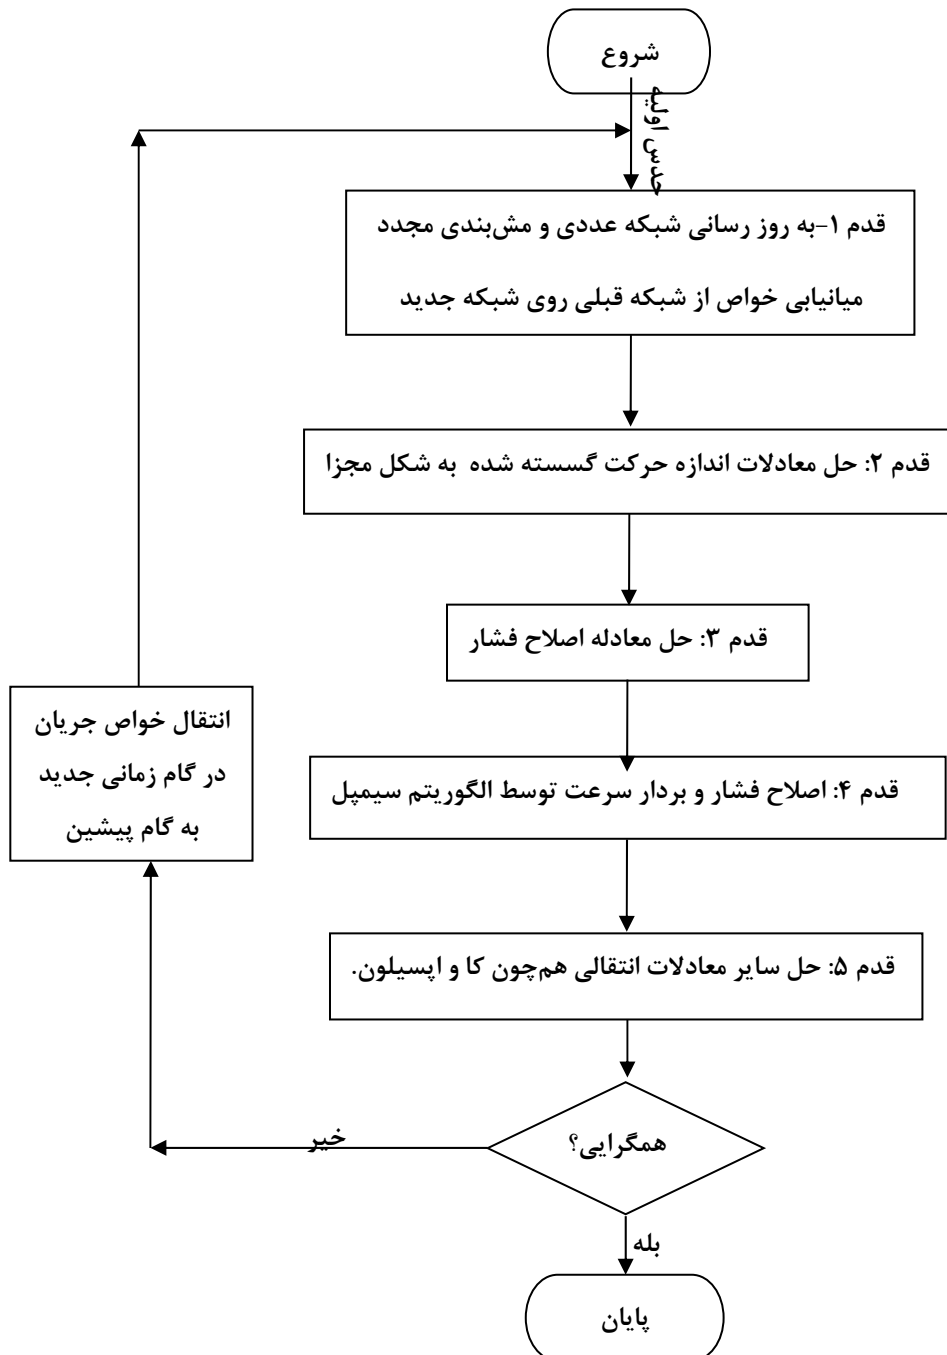 شروع
حدس اولیه
قدم ۱-به روز رسانی شبکه عددی و مش‌بندی مجدد
میانیابی خواص از شبکه قبلی روی شبکه جدید
قدم ۲: حل معادلات اندازه حرکت گسسته شده به شکل مجزا
قدم ۳: حل معادله اصلاح فشار
انتقال خواص جریان
در گام زمانی جدید
به گام پیشین
قدم ۴: اصلاح فشار و بردار سرعت توسط الگوریتم سیمپل
قدم ۵: حل سایر معادلات انتقالی هم‌چون کا و اپسیلون.
همگرایی؟
خیر
بله
پایان